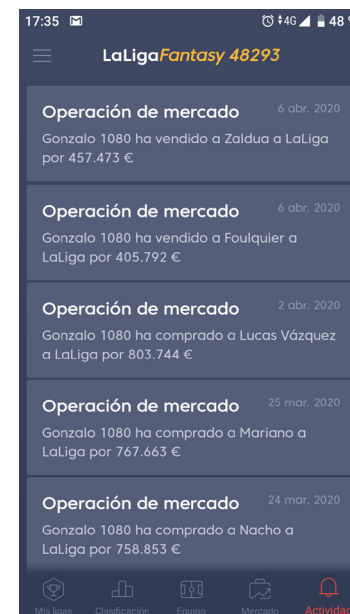 17:35 4G 48
LaLigaFantasy 48293
Operación de mercado 6 abr. 2020
Gonzalo 1080 ha vendido a Zaldua a LaLiga
por 457.473 €
Operación de mercado 6 abr. 2020
Gonzalo 1080 ha vendido a Foulquier a
LaLiga por 405.792 €
Operación de mercado 2 abr. 2020
Gonzalo 1080 ha comprado a Lucas Vázquez
a LaLiga por 803.744 €
Operación de mercado 25 mar. 2020
Gonzalo 1080 ha comprado a Mariano a
LaLiga por 767.663 €
Operación de mercado 24 mar. 2020
Gonzalo 1080 ha comprado a Nacho a
LaLiga por 758.853 €
Mis ligas Clasificación Equipo Mercado Actividad